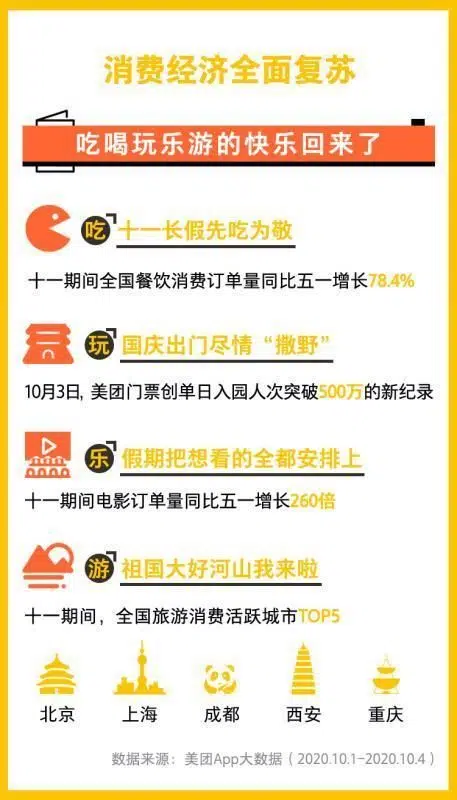 消费经济全面复苏
吃喝玩乐游的快乐回来了
吃 十一长假先吃为敬
十一期间全国餐饮消费订单量同比五一增长78.4%
玩 国庆出门尽情“撒野”
10月3日, 美团门票创单日入园人次突破500万的新纪录
乐 假期把想看的全都安排上
十一期间电影订单量同比五一增长260倍
游 祖国大好河山我来啦
十一期间，全国旅游消费活跃城市TOP5
北京 上海 成都 西安 重庆
数据来源：美团App大数据（2020.10.1-2020.10.4）